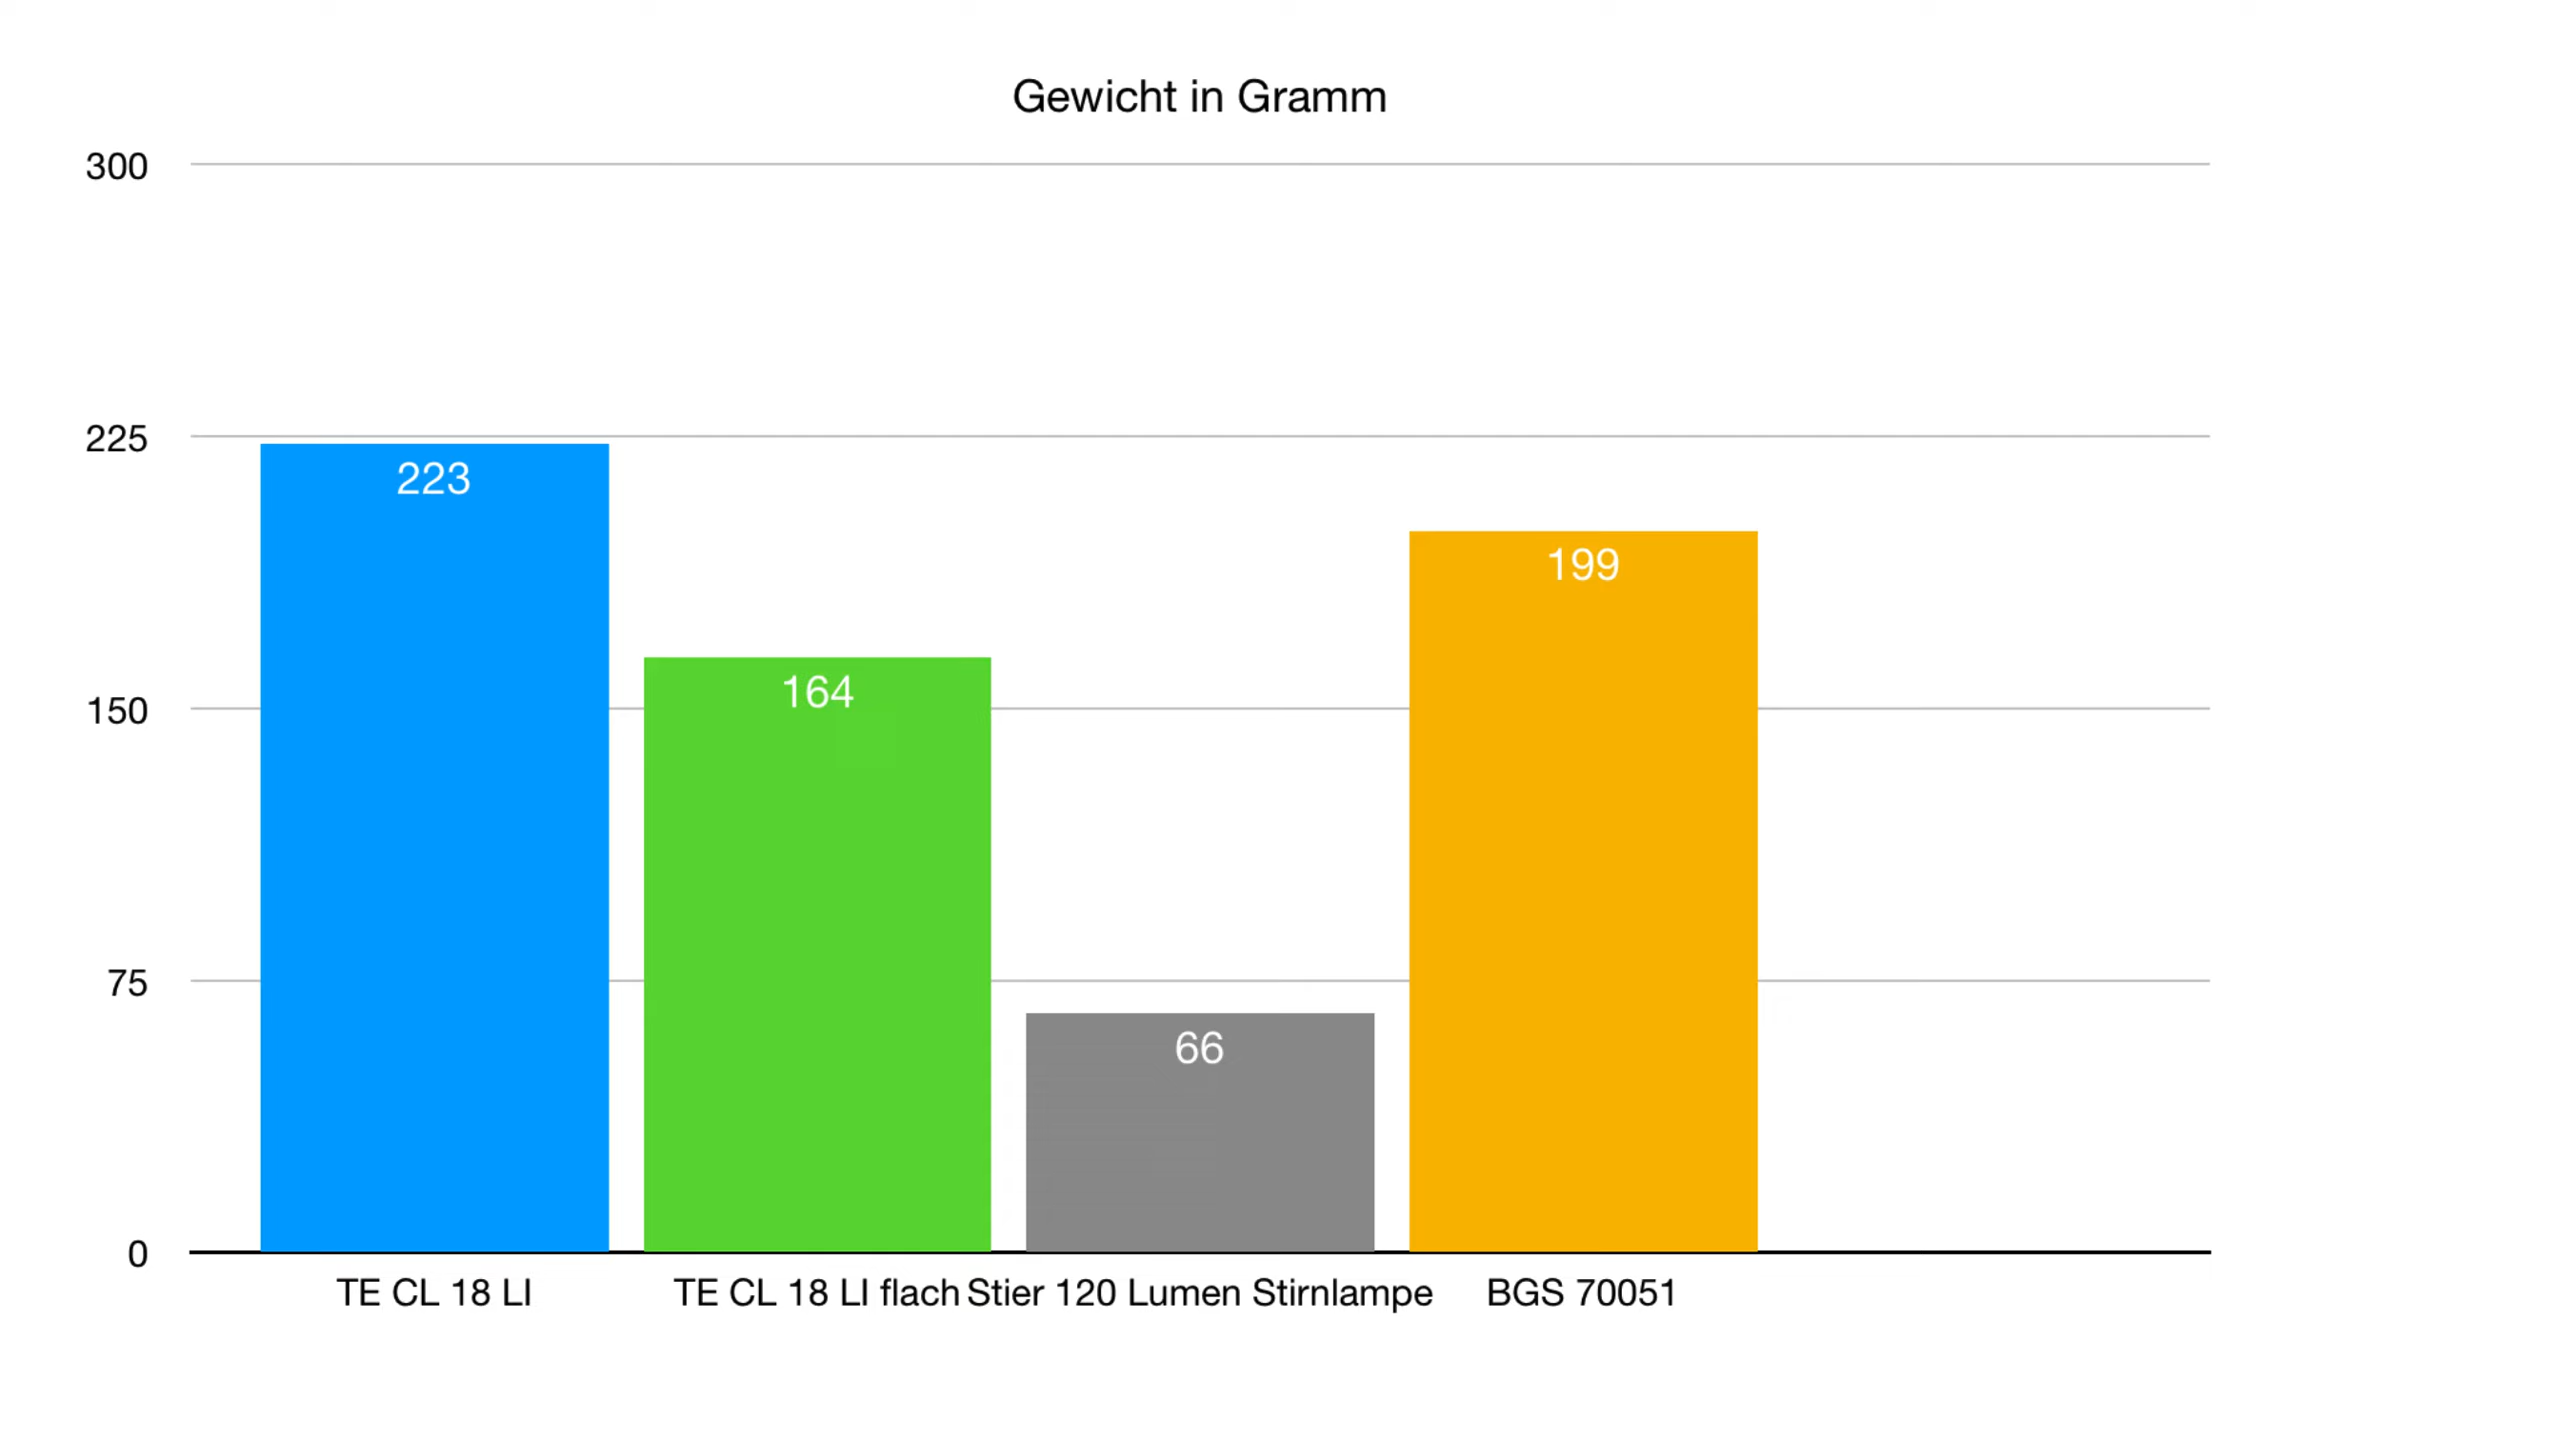 Gewicht in Gramm
300
225
150
75
0
223
164
66
199
TE CL 18 LI
TE CL 18 LI flach
Stier 120 Lumen Stirnlampe
BGS 70051